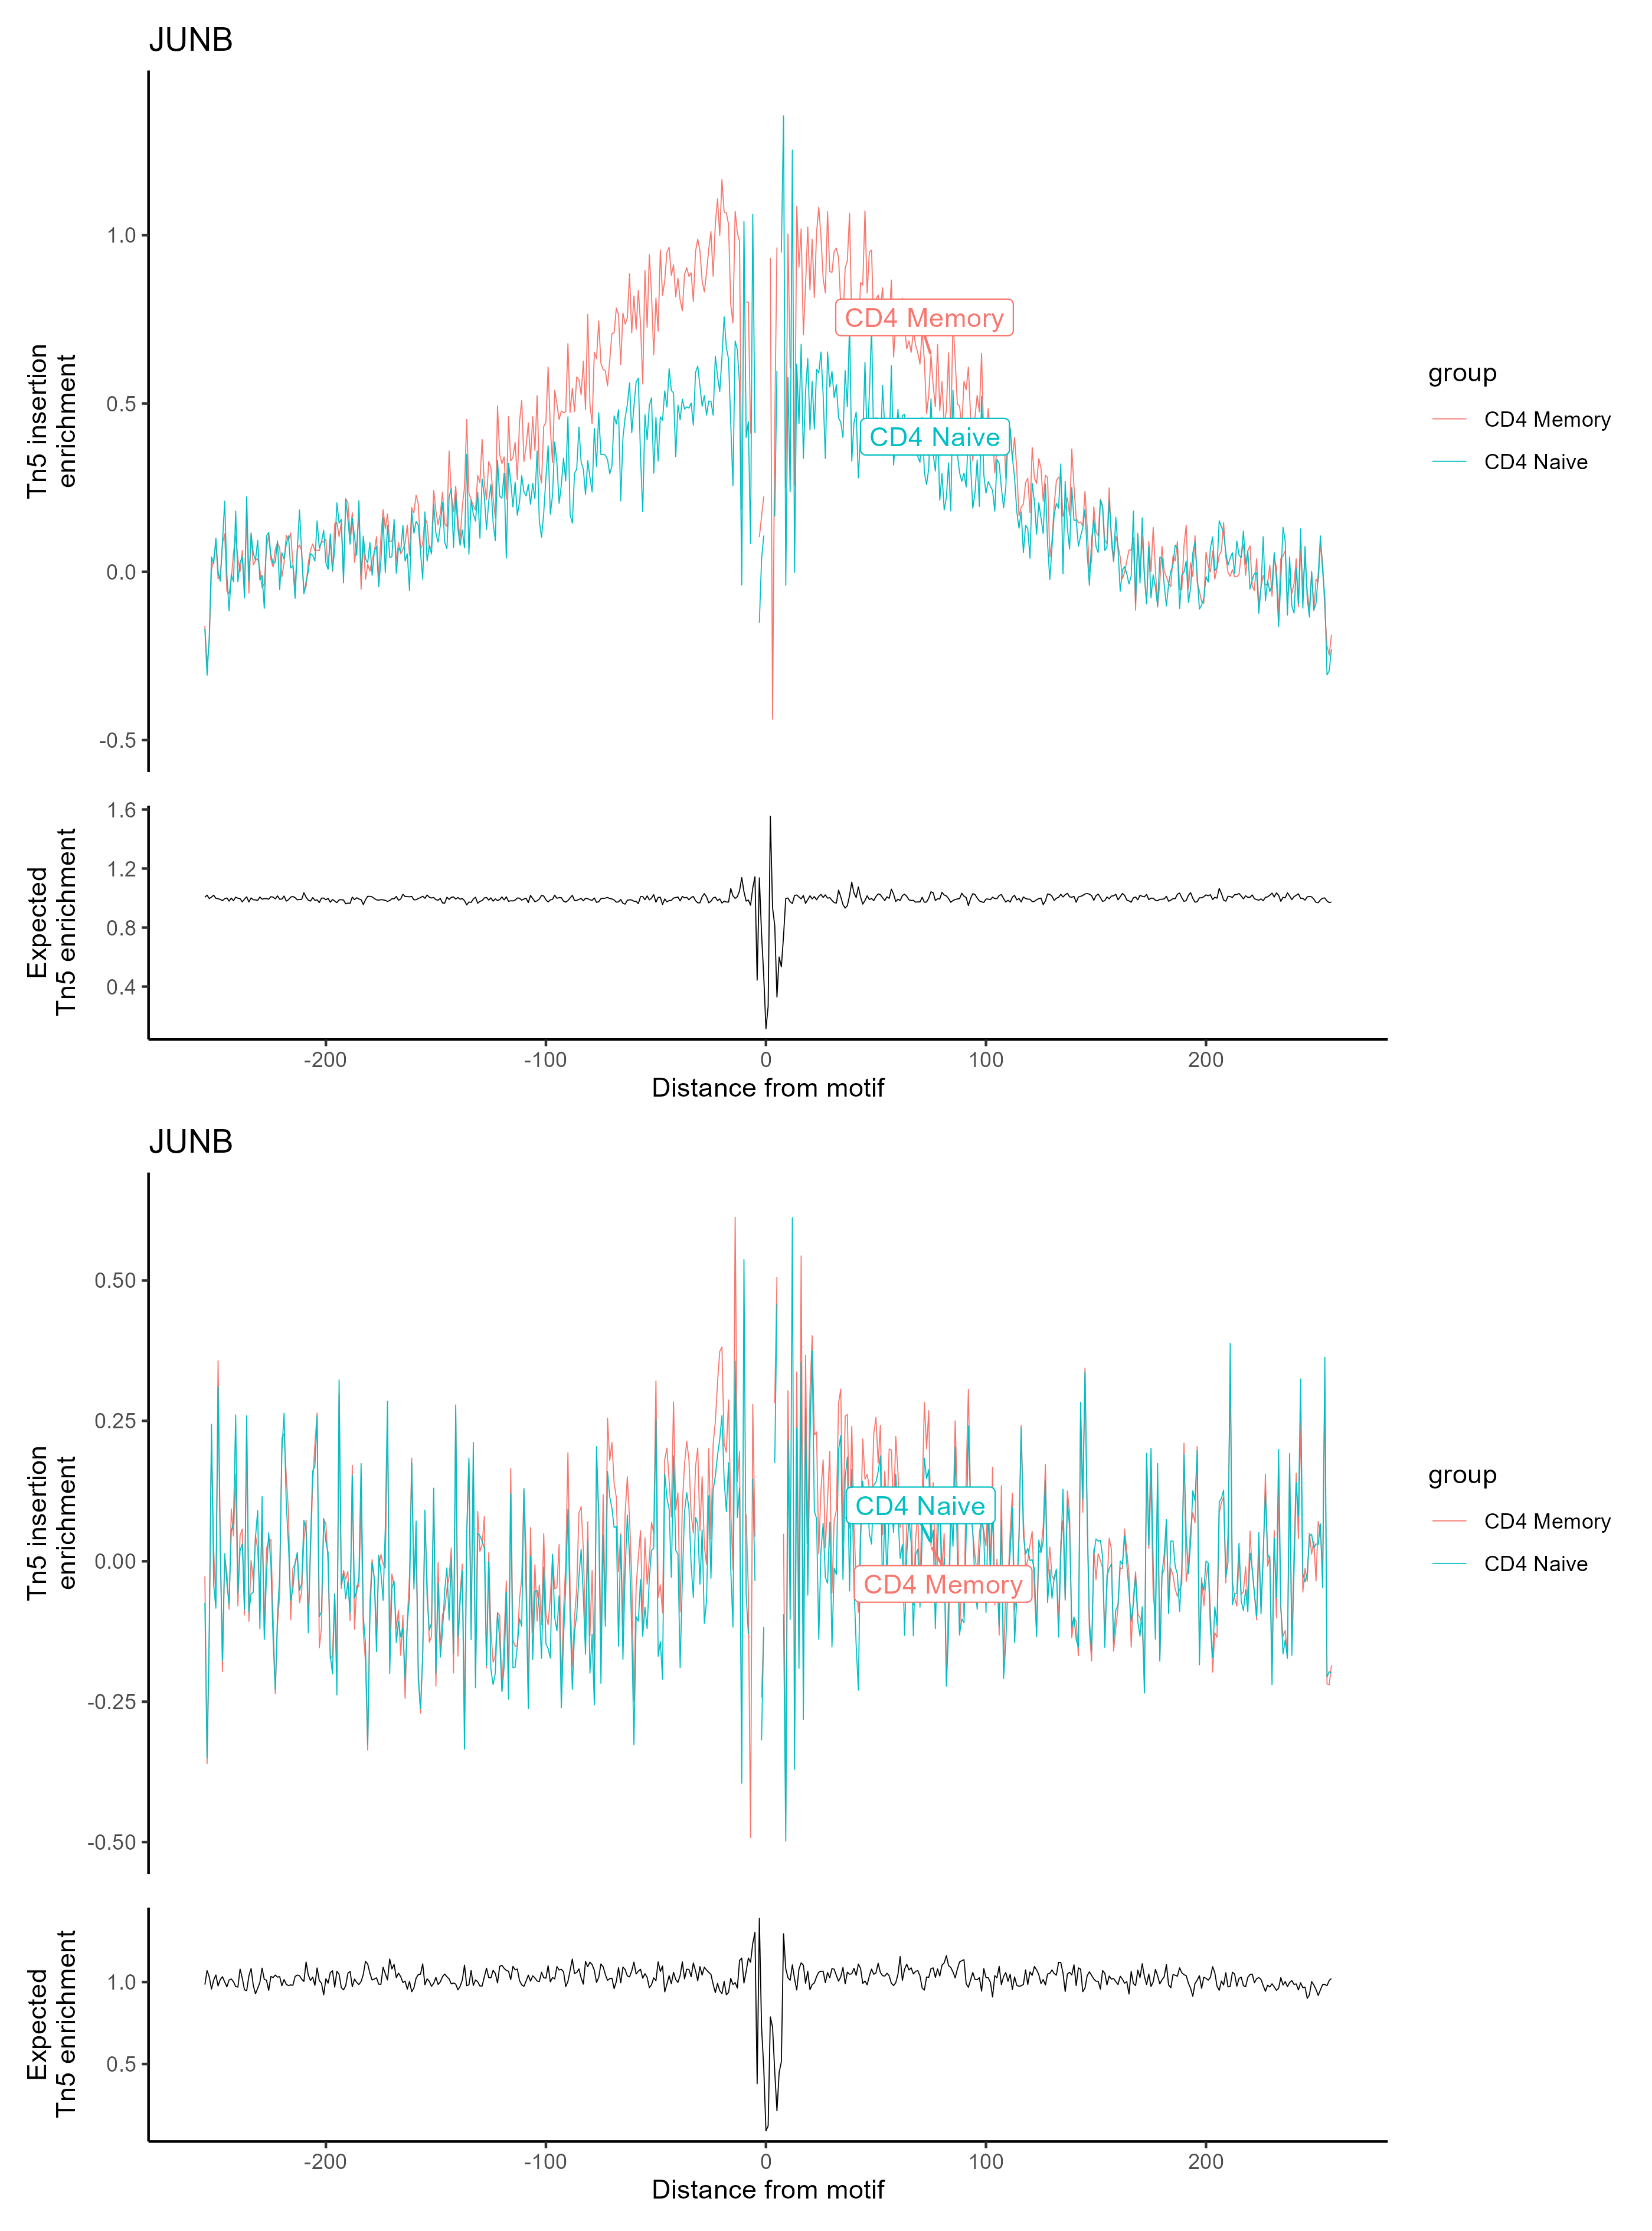 JUNB
Tn5 insertion
enrichment
1.0
0.5
0.0
-0.5
CD4 Memory
CD4 Naive
group
CD4 Memory
CD4 Naive
Expected
Tn5 enrichment
1.6
1.2
0.8
0.4
-200
-100
0
100
200
Distance from motif
JUNB
Tn5 insertion
enrichment
0.50
0.25
0.00
-0.25
-0.50
CD4 Naive
CD4 Memory
group
CD4 Memory
CD4 Naive
Expected
Tn5 enrichment
1.0
0.5
-200
-100
0
100
200
Distance from motif